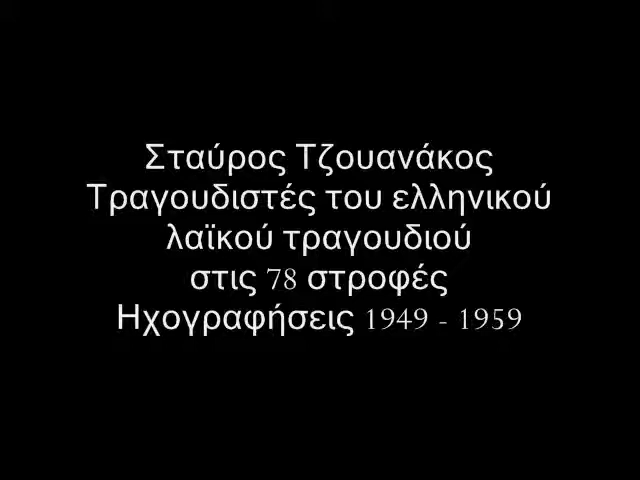 Σταύρος Τζουανάκος
Τραγουδιστές του ελληνικού
λαϊκού τραγουδιού
στις 78 στροφές
Ηχογραφήσεις 1949 - 1959